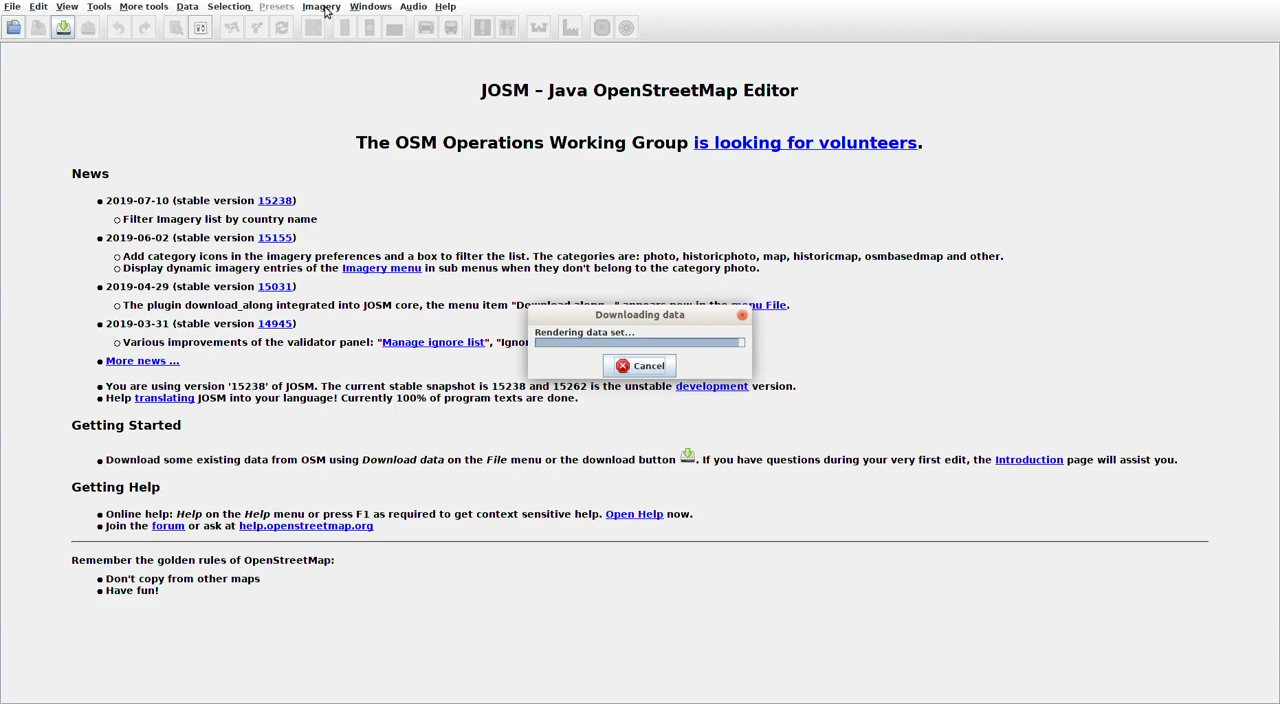 File Edit View Tools More tools Data Selection Presets Imagery Windows Audio Help
JOSM – Java OpenStreetMap Editor
The OSM Operations Working Group is looking for volunteers.
News
2019-07-10 (stable version 15238)
Filter Imagery list by country name
2019-06-02 (stable version 15155)
Add category icons in the imagery preferences and a box to filter the list. The categories are: photo, historicphoto, map, historicmap, osmbasedmap and other.
Display dynamic imagery entries of the Imagery menu in sub menus when they don't belong to the category photo.
2019-04-29 (stable version 15031)
The plugin download_along integrated into JOSM core, the menu item "Download along..." appears now in the menu File.
2019-03-31 (stable version 14945)
Various improvements of the validator panel: "Manage ignore list", "Igno
More news ...
You are using version '15238' of JOSM. The current stable snapshot is 15238 and 15262 is the unstable development version.
Help translating JOSM into your language! Currently 100% of program texts are done.
Downloading data
Rendering data set...
Cancel
Getting Started
Download some existing data from OSM using Download data on the File menu or the download button . If you have questions during your very first edit, the Introduction page will assist you.
Getting Help
Online help: Help on the Help menu or press F1 as required to get context sensitive help. Open Help now.
Join the forum or ask at help.openstreetmap.org
Remember the golden rules of OpenStreetMap:
Don't copy from other maps
Have fun!